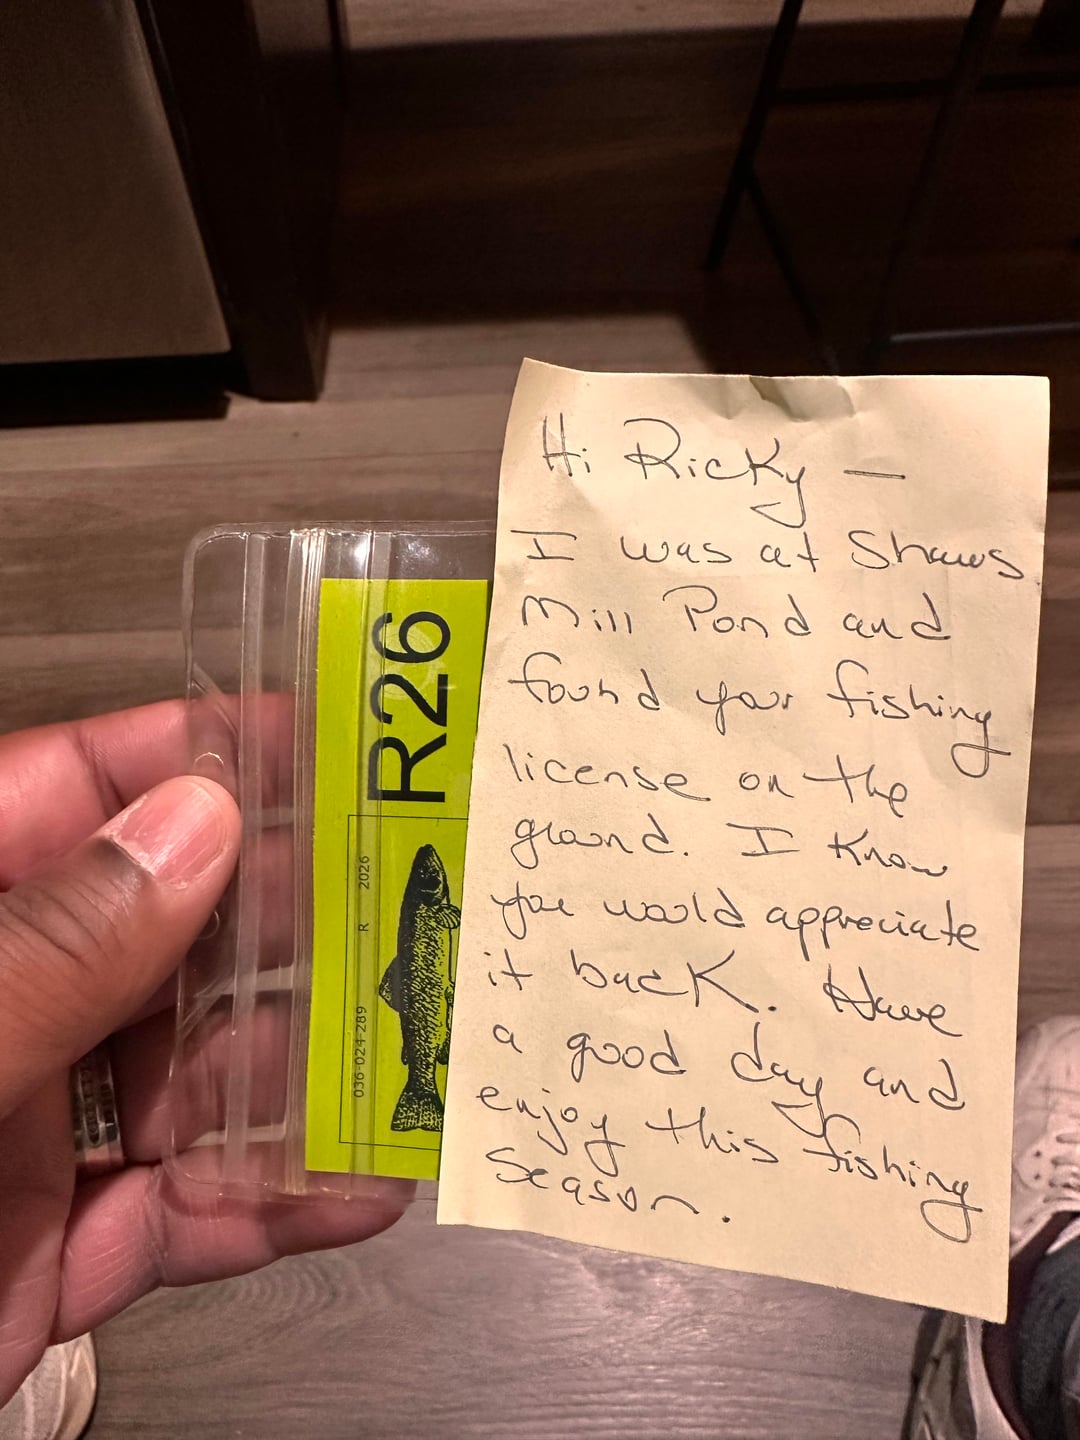 R26
036-024-289 R 2026
Hi Ricky —
I was at Shaws
Mill Pond and
found your fishing
license on the
ground. I know
you would appreciate
it back. Have
a good day and
enjoy this fishing
season.